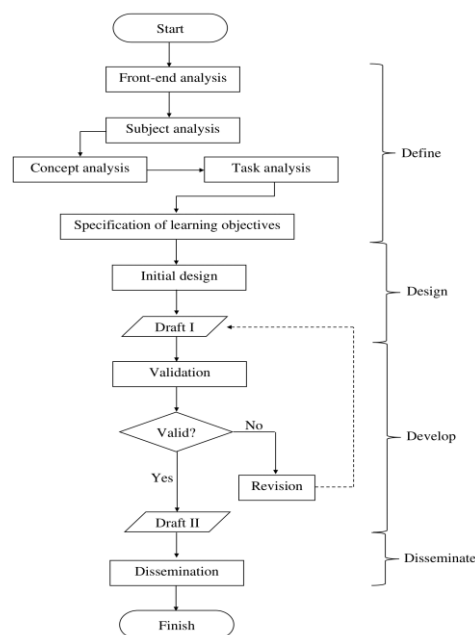 Start
Front-end analysis
Subject analysis
Concept analysis
Task analysis
Define
Specification of learning objectives
Initial design
Design
Draft I
Validation
Valid?
No
Develop
Yes
Revision
Draft II
Disseminate
Dissemination
Finish